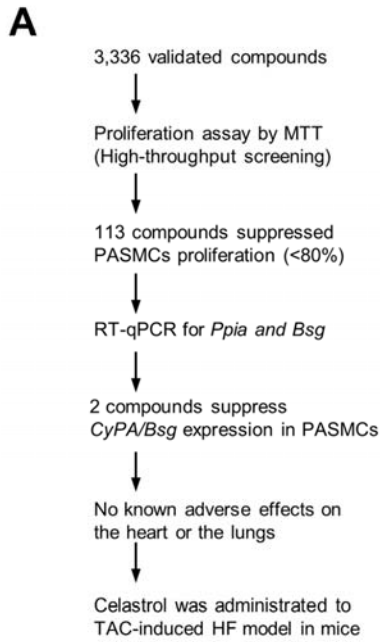 A
3,336 validated compounds
Proliferation assay by MTT
(High-throughput screening)
113 compounds suppressed
PASMCs proliferation (<80%)
RT-qPCR for Ppia and Bsg
2 compounds suppress
CyPA/Bsg expression in PASMCs
No known adverse effects on
the heart or the lungs
Celastrol was administrated to
TAC-induced HF model in mice